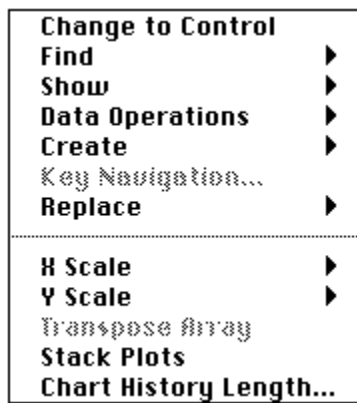 Change to Control
Find
Show
Data Operations
Create
Key Navigation...
Replace
X Scale
Y Scale
Transpose Array
Stack Plots
Chart History Length...